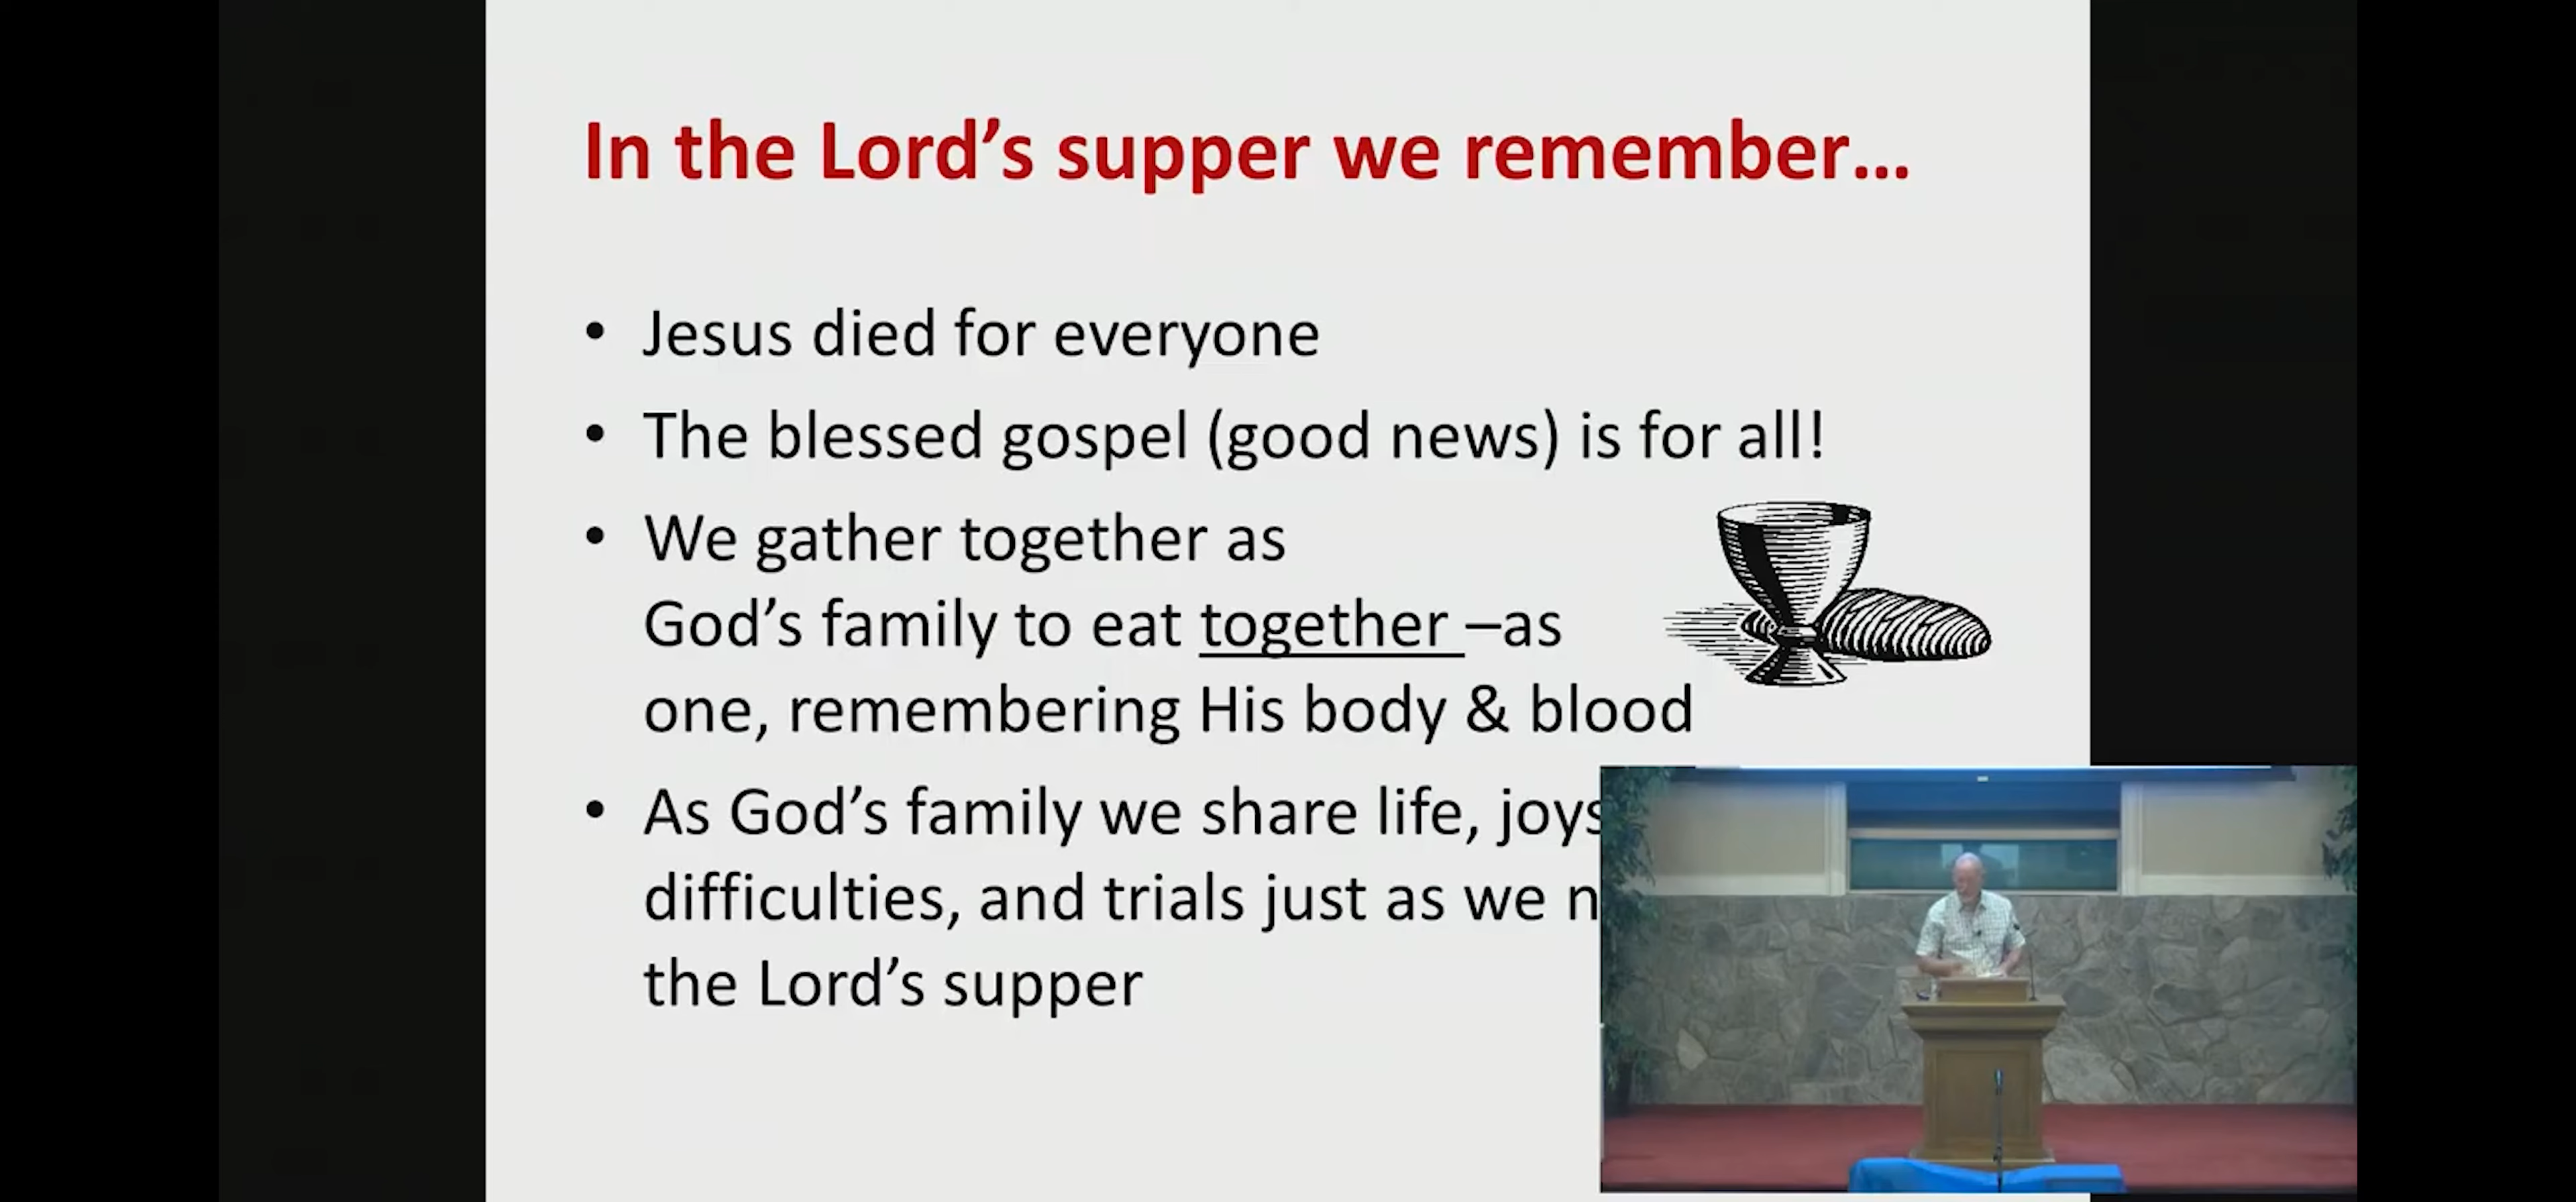 In the Lord’s supper we remember…
• Jesus died for everyone
• The blessed gospel (good news) is for all!
• We gather together as
God’s family to eat together –as
one, remembering His body & blood
• As God’s family we share life, joys
difficulties, and trials just as we
the Lord’s supper